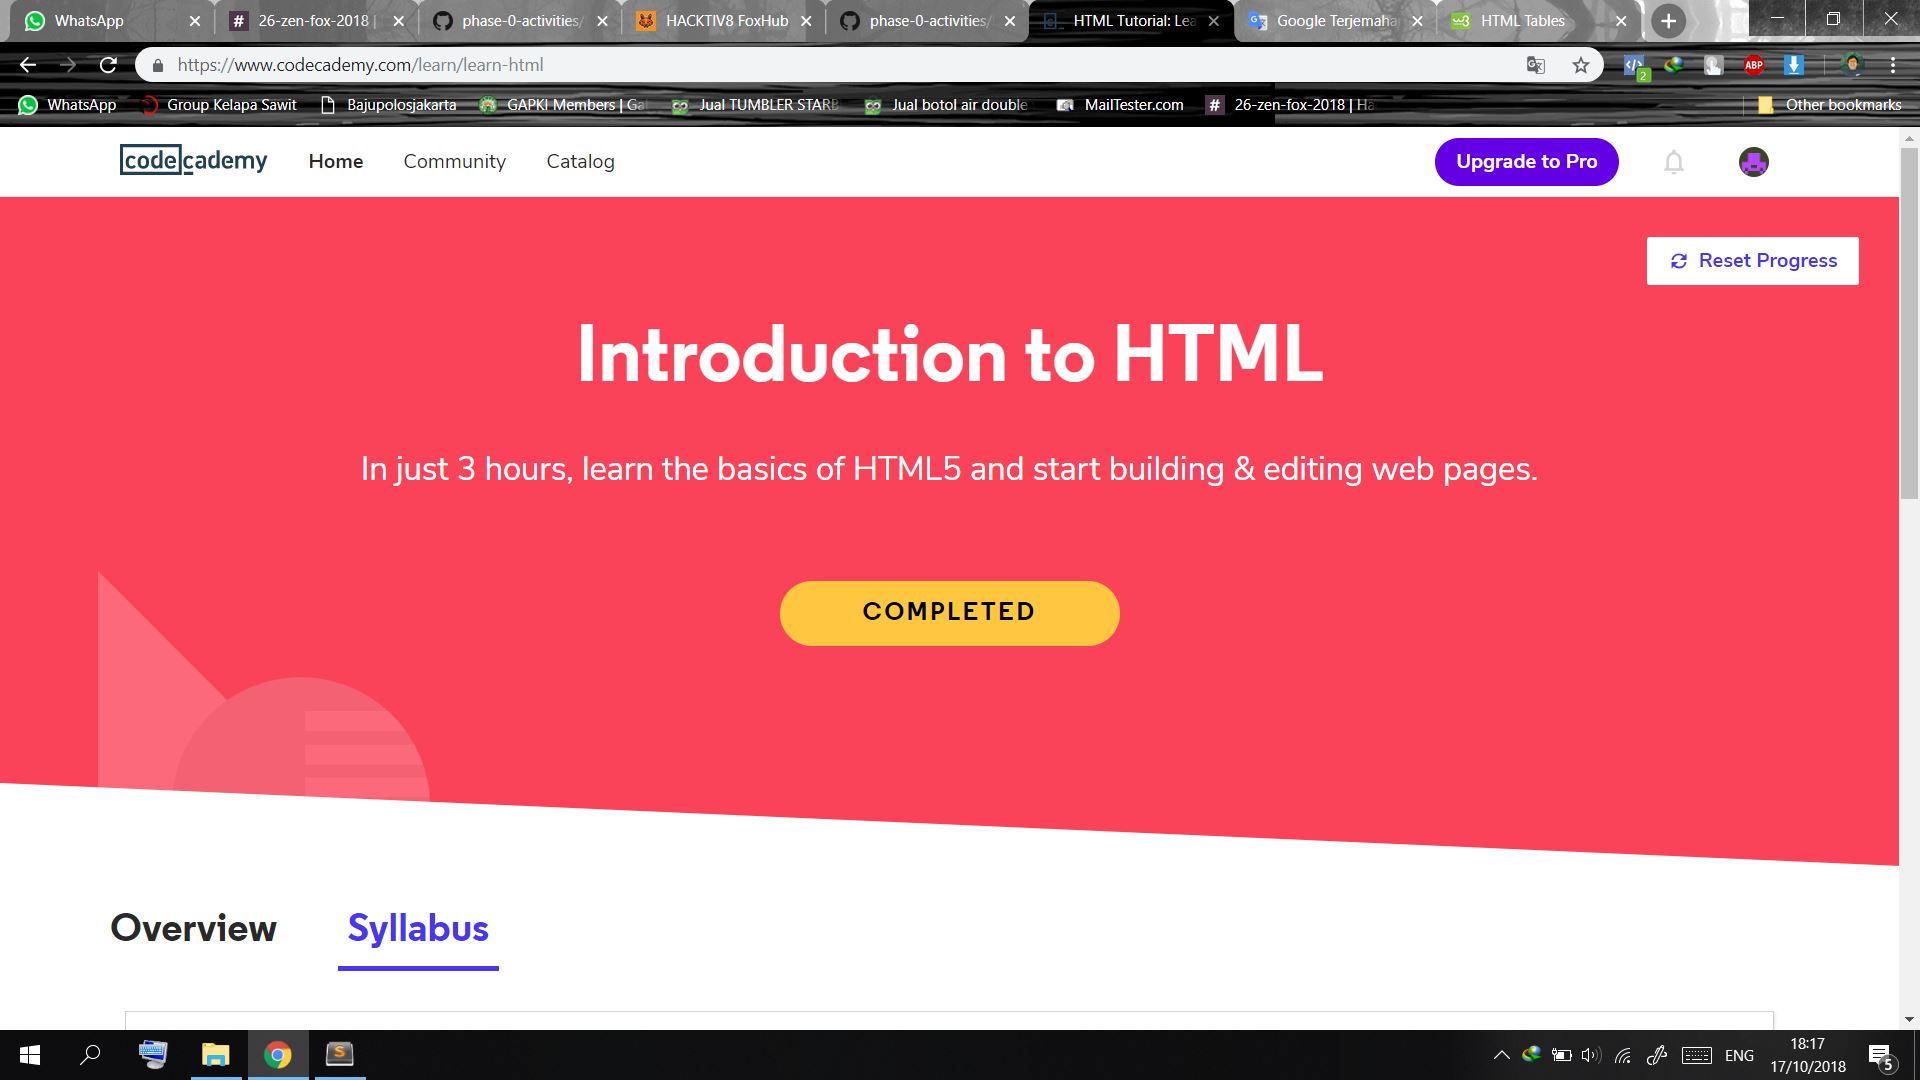 WhatsApp
26-zen-fox-2018 |
phase-0-activities/
HACKTIV8 FoxHub
phase-0-activities/
HTML Tutorial: Lea
Google Terjemaha
HTML Tables
https://www.codecademy.com/learn/learn-html
2
ABP
WhatsApp
Group Kelapa Sawit
Bajupolosjakarta
GAPKI Members | Ga
Jual TUMBLER STARB
Jual botol air double
MailTester.com
26-zen-fox-2018 | Ha
Other bookmarks
codecademy
Home
Community
Catalog
Upgrade to Pro
Reset Progress
Introduction to HTML
In just 3 hours, learn the basics of HTML5 and start building & editing web pages.
COMPLETED
Overview
Syllabus
ENG
18:17
17/10/2018
5